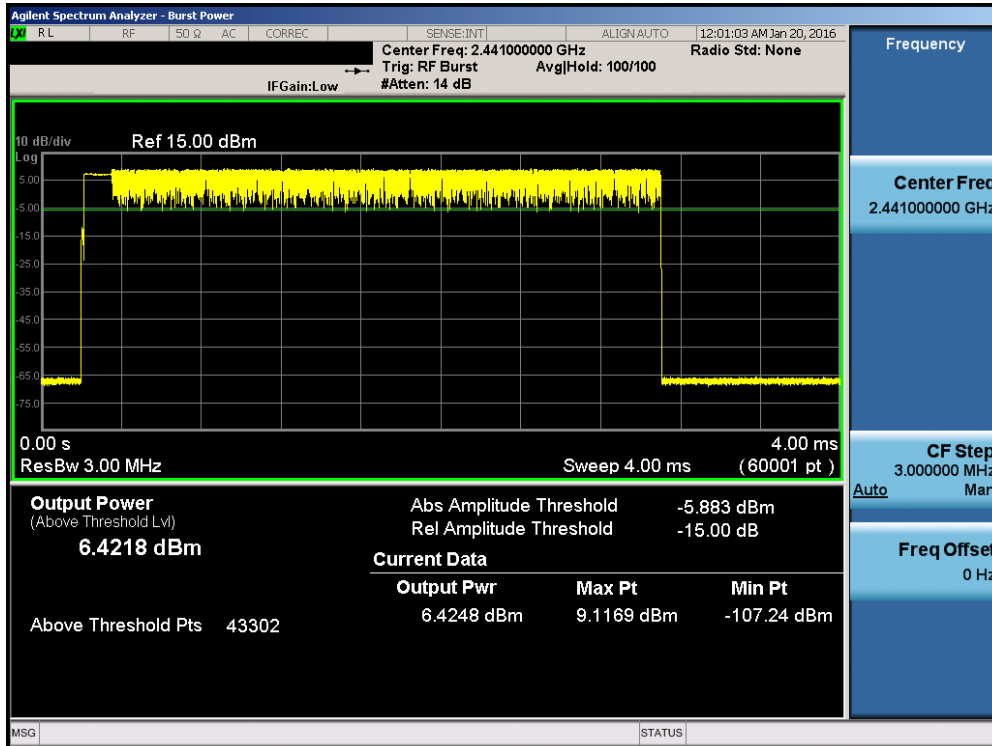 Agilent Spectrum Analyzer - Burst Power
LXI RL RF 50 Ω AC CORREC SENSE:INT ALIGN AUTO 12:01:03 AM Jan 20, 2016
Center Freq: 2.441000000 GHz Radio Std: None
Trig: RF Burst Avg|Hold: 100/100
IFGain:Low #Atten: 14 dB
10 dB/div Ref 15.00 dBm
Log
5.00
-5.00
-15.0
-25.0
-35.0
-45.0
-55.0
-65.0
-75.0
0.00 s 4.00 ms
ResBw 3.00 MHz Sweep 4.00 ms (60001 pt)
Output Power
(Above Threshold Lvl)
6.4218 dBm
Above Threshold Pts 43302
Abs Amplitude Threshold -5.883 dBm
Rel Amplitude Threshold -15.00 dB
Current Data
Output Pwr Max Pt Min Pt
6.4248 dBm 9.1169 dBm -107.24 dBm
Frequency
Center Freq
2.441000000 GHz
CF Step
3.000000 MHz
Auto Man
Freq Offset
0 Hz
MSG STATUS